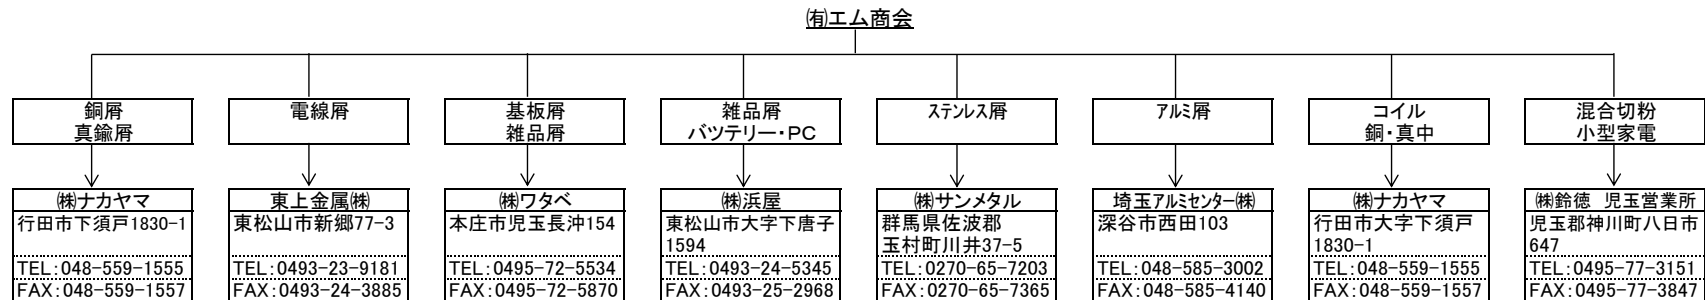 ㈲エム商会
銅屑
真鍮屑
電線屑
基板屑
雑品屑
雑品屑
バツテリー・PC
ステンレス屑
アルミ屑
コイル
銅・真中
混合切粉
小型家電
㈱ナカヤマ
行田市下須戸1830-1
TEL:048-559-1555
FAX:048-559-1557
東上金属㈱
東松山市新郷77-3
TEL:0493-23-9181
FAX:0493-24-3885
㈱ワタベ
本庄市児玉長沖154
TEL:0495-72-5534
FAX:0495-72-5870
㈱浜屋
東松山市大字下唐子
1594
TEL:0493-24-5345
FAX:0493-25-2968
㈱サンメタル
群馬県佐波郡
玉村町川井37-5
TEL:0270-65-7203
FAX:0270-65-7365
埼玉アルミセンター㈱
深谷市西田103
TEL:048-585-3002
FAX:048-585-4140
㈱ナカヤマ
行田市大字下須戸
1830-1
TEL:048-559-1555
FAX:048-559-1557
㈱鈴徳 児玉営業所
児玉郡神川町八日市
647
TEL:0495-77-3151
FAX:0495-77-3847